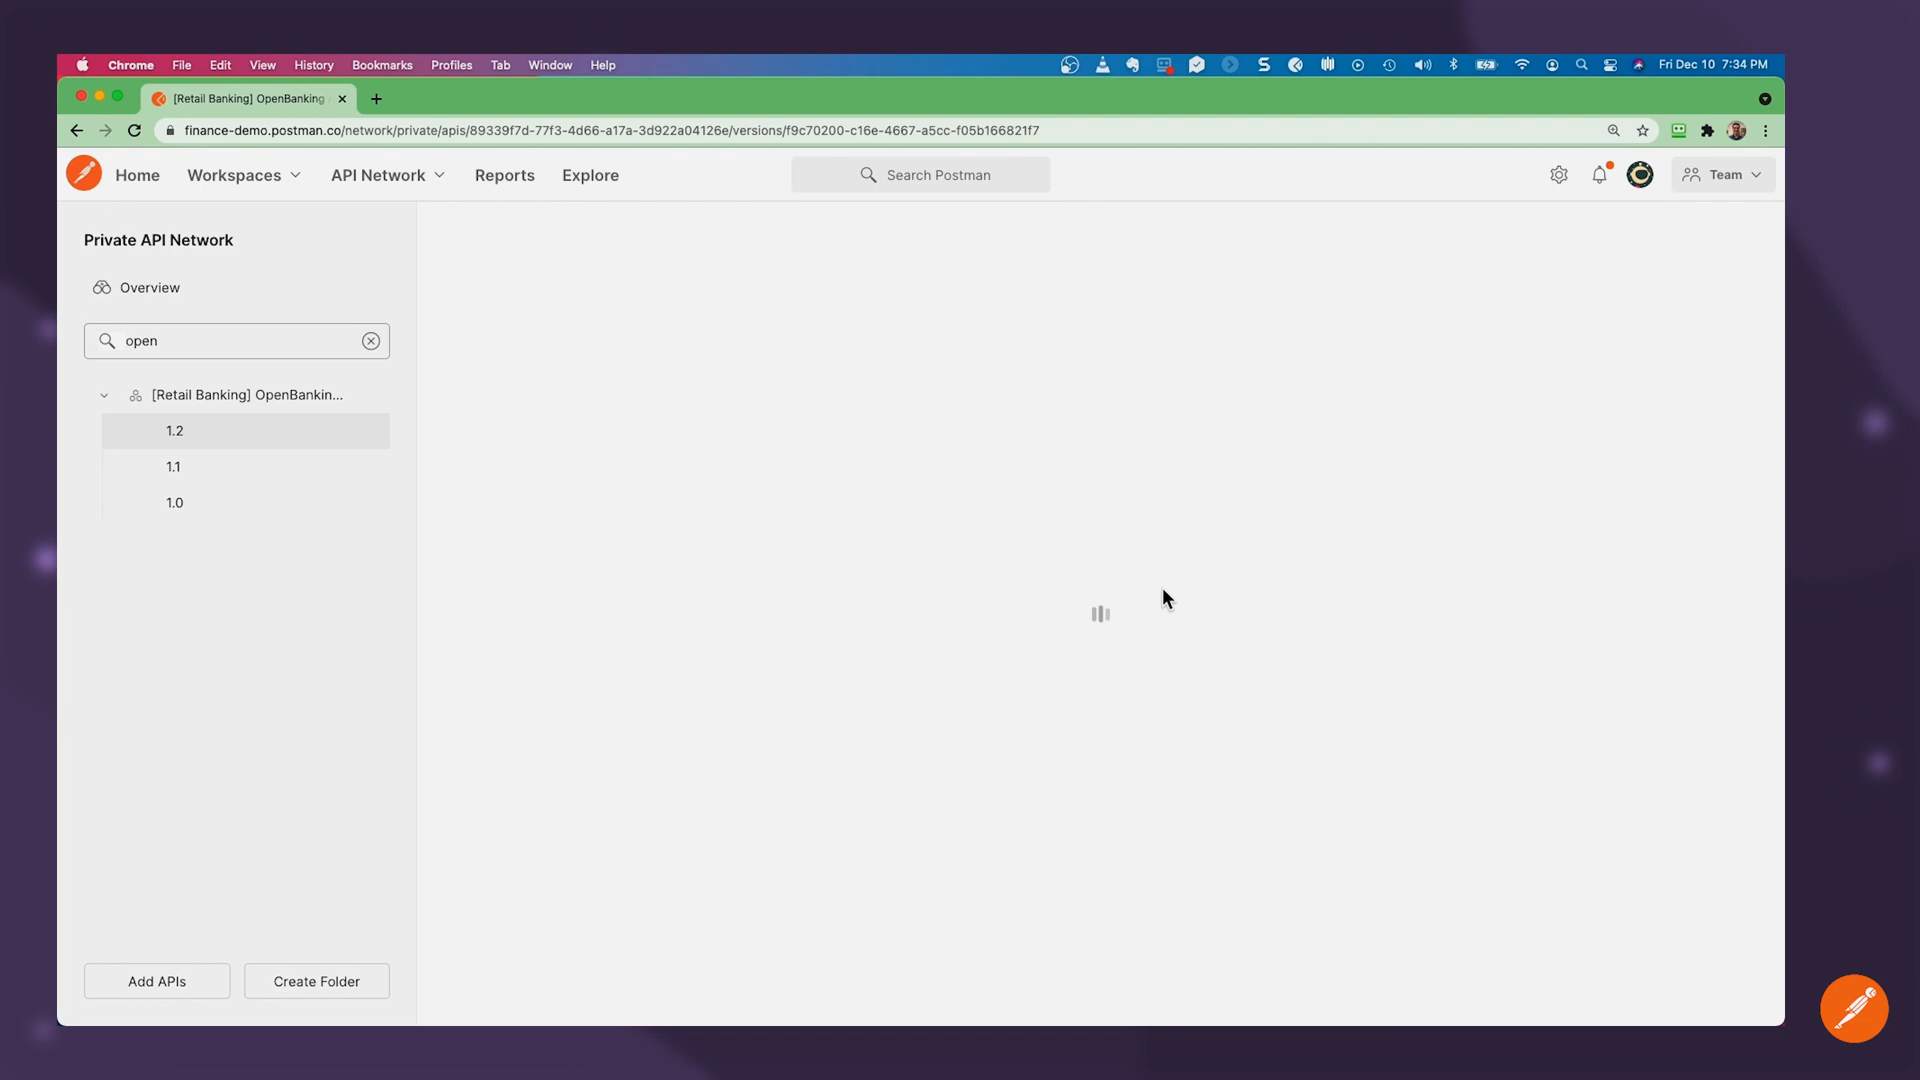 Chrome File Edit View History Bookmarks Profiles Tab Window Help Fri Dec 10 7:34 PM
[Retail Banking] OpenBanking
finance-demo.postman.co/network/private/apis/89339f7d-77f3-4d66-a17a-3d922a04126e/versions/f9c70200-c16e-4667-a5cc-f05b166821f7
Home Workspaces API Network Reports Explore Search Postman Team
Private API Network
Overview
open
[Retail Banking] OpenBankin...
1.2
1.1
1.0
Add APIs Create Folder